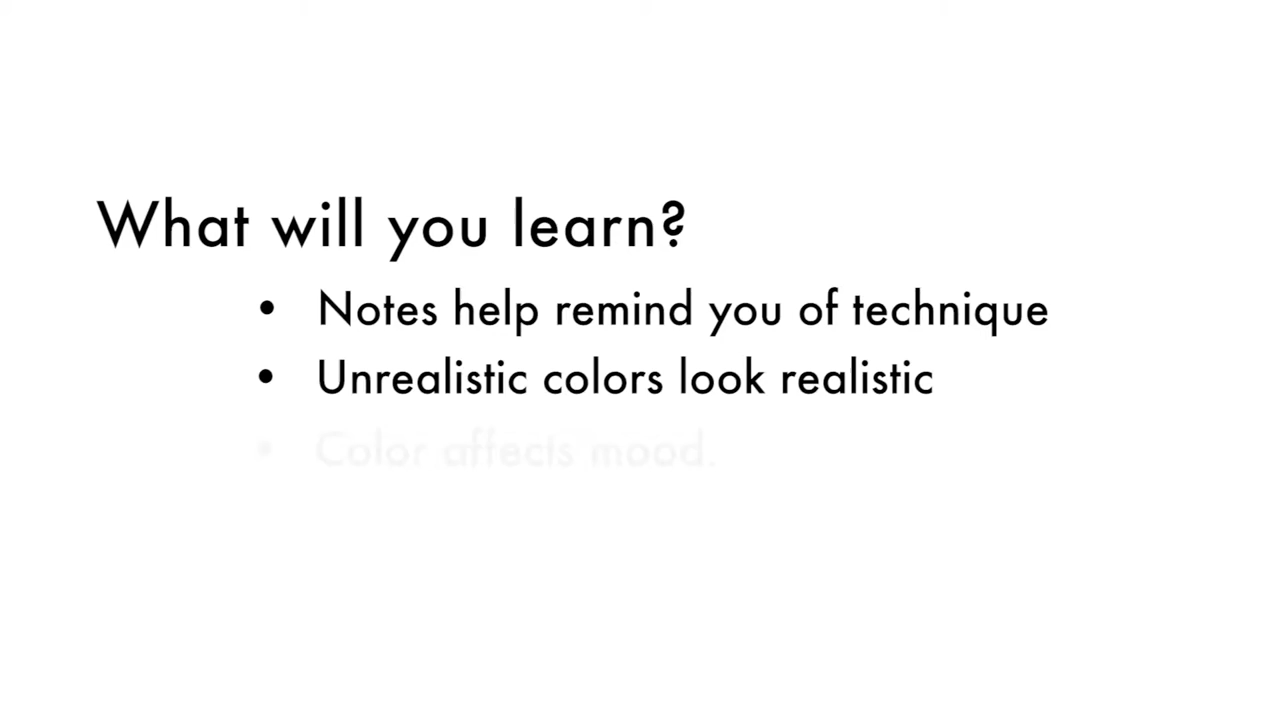 What will you learn?
• Notes help remind you of technique
• Unrealistic colors look realistic
• Color affects mood.